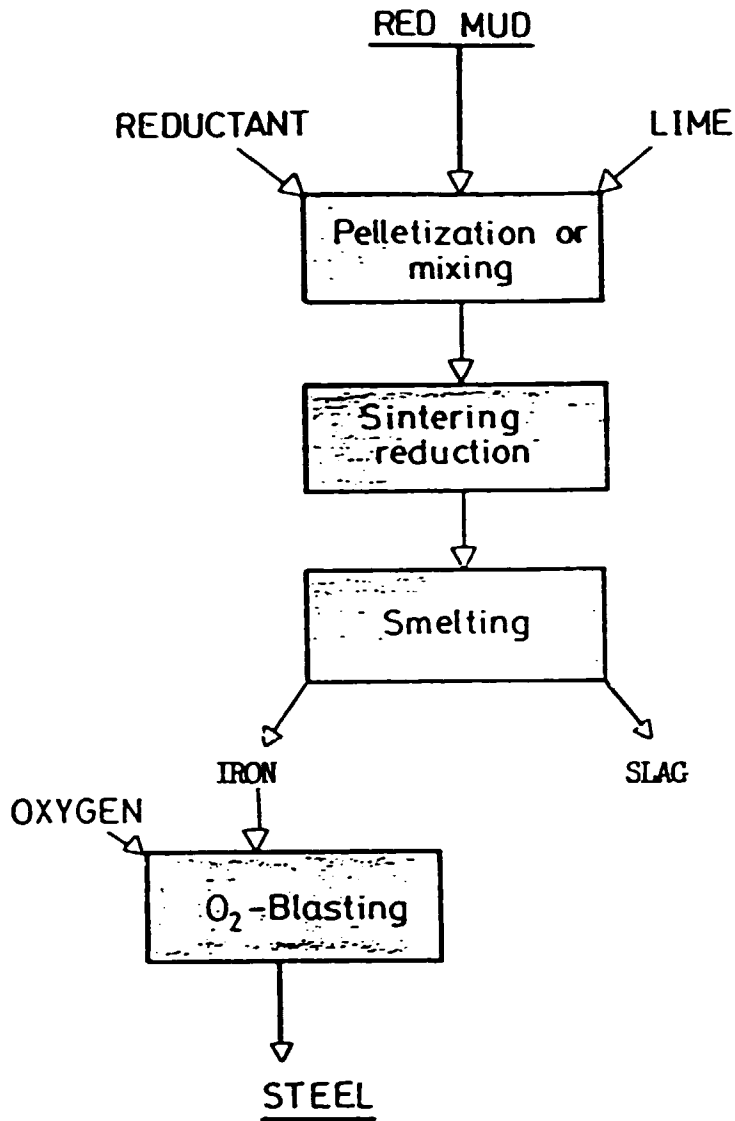 RED MUD
REDUCTANT
LIME
Pelletization or
mixing
Sintering
reduction
Smelting
IRON
SLAG
OXYGEN
O₂-Blasting
STEEL